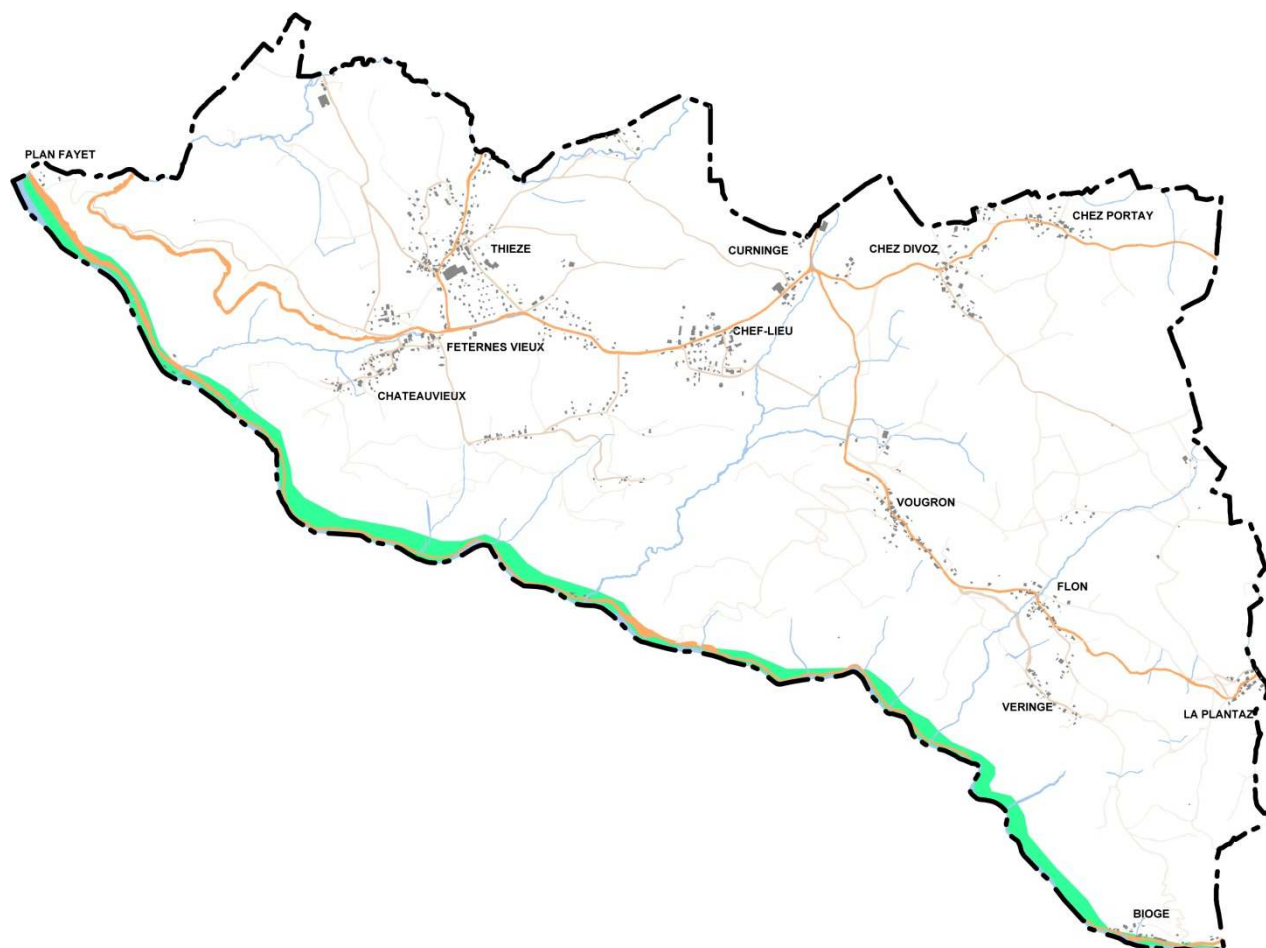 PLAN FAYET
CHEZ PORTAY
THIEZE
CURNINGE
CHEZ DIVOZ
CHEF-LIEU
FETERNES VIEUX
CHATEAUVIEUX
VOUGRON
FLON
VERINGE
LA PLANTAZ
BIOGE